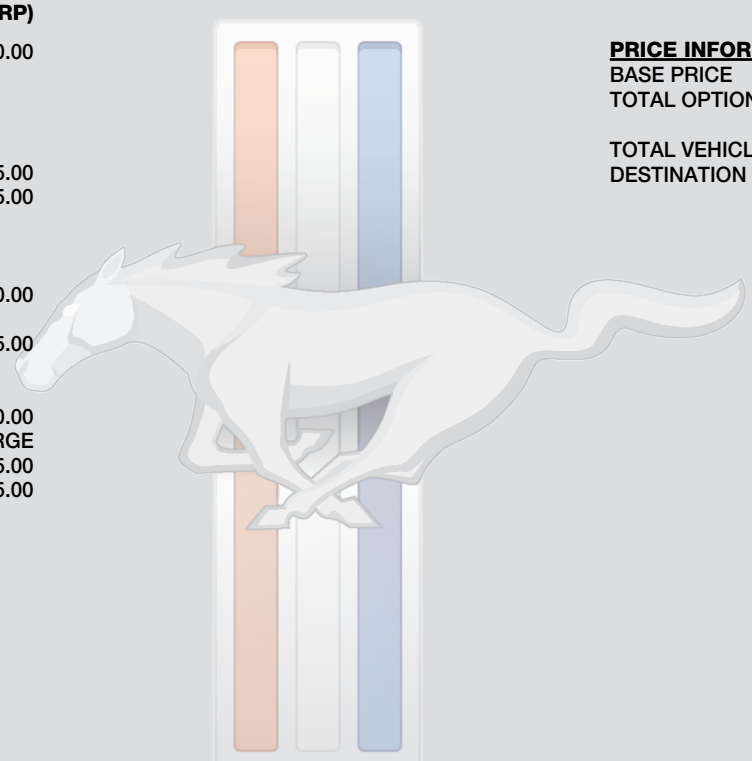 RP)
0.00
5.00
5.00
0.00
5.00
0.00
RGE
5.00
5.00
PRICE INFOR
BASE PRICE
TOTAL OPTION
TOTAL VEHICL
DESTINATION